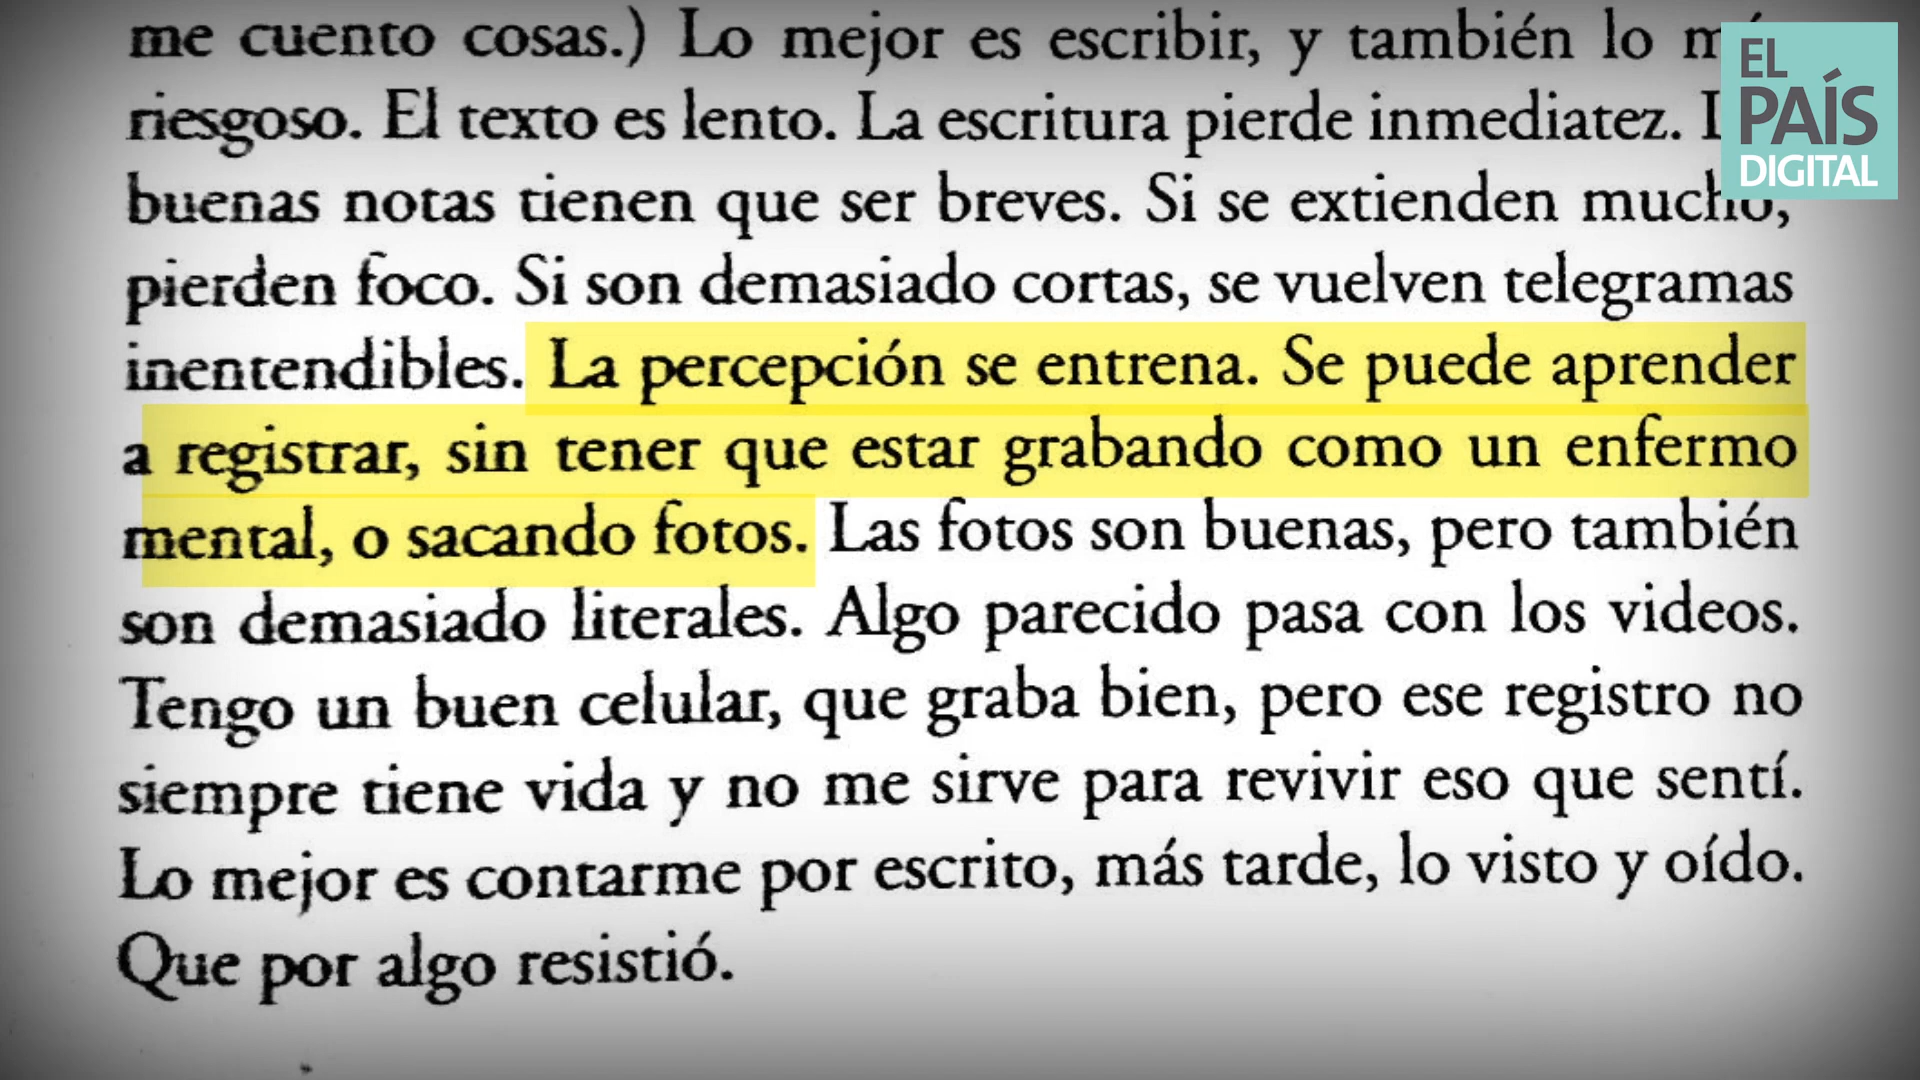 me cuento cosas.) Lo mejor es escribir, y también lo
riesgoso. El texto es lento. La escritura pierde inmediatez.
buenas notas tienen que ser breves. Si se extienden mucho,
pierden foco. Si son demasiado cortas, se vuelven telegramas
inentendibles. La percepción se entrena. Se puede aprender
a registrar, sin tener que estar grabando como un enfermo
mental, o sacando fotos. Las fotos son buenas, pero también
son demasiado literales. Algo parecido pasa con los videos.
Tengo un buen celular, que graba bien, pero ese registro no
siempre tiene vida y no me sirve para revivir eso que sentí.
Lo mejor es contarme por escrito, más tarde, lo visto y oído.
Que por algo resistió.
EL
PAÍS
DIGITAL